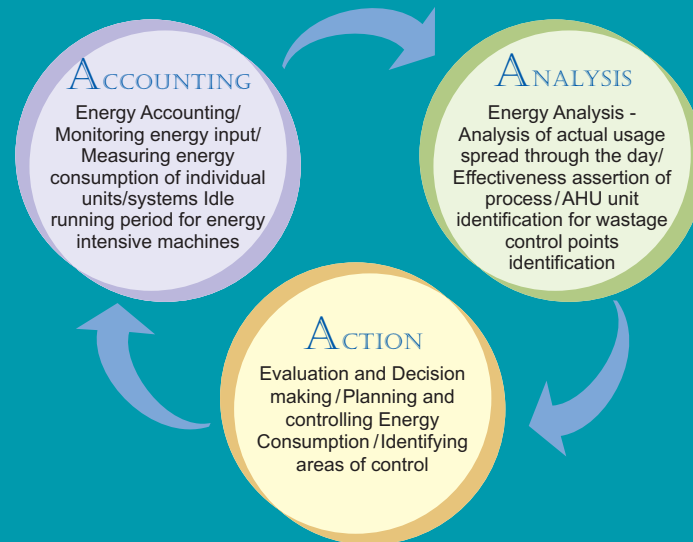 ACCOUNTING
Energy Accounting/
Monitoring energy input/
Measuring energy
consumption of individual
units/systems Idle
running period for energy
intensive machines
ANALYSIS
Energy Analysis -
Analysis of actual usage
spread through the day/
Effectiveness assertion of
process/AHU unit
identification for wastage
control points
identification
ACTION
Evaluation and Decision
making/Planning and
controlling Energy
Consumption/Identifying
areas of control